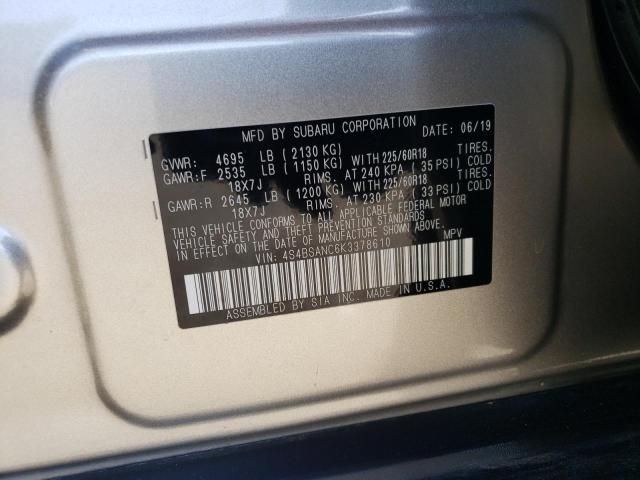 MFD BY SUBARU CORPORATION DATE: 06/19
GVWR: 4695 LB (2130 KG)
GAWR:F 2535 LB (1150 KG) WITH 225/60R18 TIRES.
18X7J RIMS. AT 240 KPA (35 PSI) COLD
GAWR:R 2645 LB (1200 KG) WITH 225/60R18 TIRES.
18X7J RIMS. AT 230 KPA (33 PSI) COLD
THIS VEHICLE CONFORMS TO ALL APPLICABLE FEDERAL MOTOR
VEHICLE SAFETY AND THEFT PREVENTION STANDARDS
IN EFFECT ON THE DATE OF MANUFACTURE SHOWN ABOVE.
VIN: 4S4BSANC6K3378610 MPV
ASSEMBLED BY SIA INC. MADE IN U.S.A.